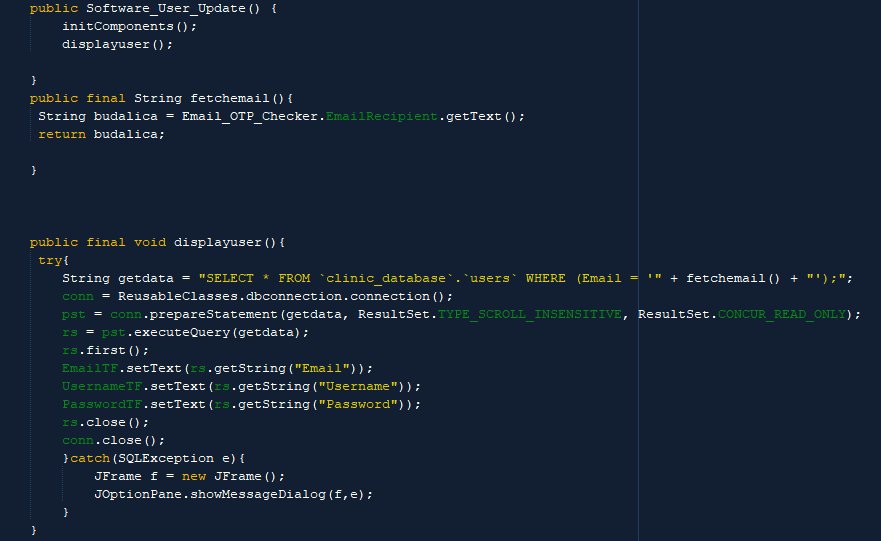 public Software_User_Update() {
initComponents();
displayuser();
}
public final String fetchemail(){
String budalica = Email_OTP_Checker.EmailRecipient.getText();
return budalica;
}
public final void displayuser(){
try{
String getdata = "SELECT * FROM `clinic_database`.`users` WHERE (Email = '" + fetchemail() + "');";
conn = ReusableClasses.dbconnection.connection();
pst = conn.prepareStatement(getdata, ResultSet.TYPE_SCROLL_INSENSITIVE, ResultSet.CONCUR_READ_ONLY);
rs = pst.executeQuery(getdata);
rs.first();
EmailTF.setText(rs.getString("Email"));
UsernameTF.setText(rs.getString("Username"));
PasswordTF.setText(rs.getString("Password"));
rs.close();
conn.close();
}catch(SQLException e){
JFrame f = new JFrame();
JOptionPane.showMessageDialog(f,e);
}
}